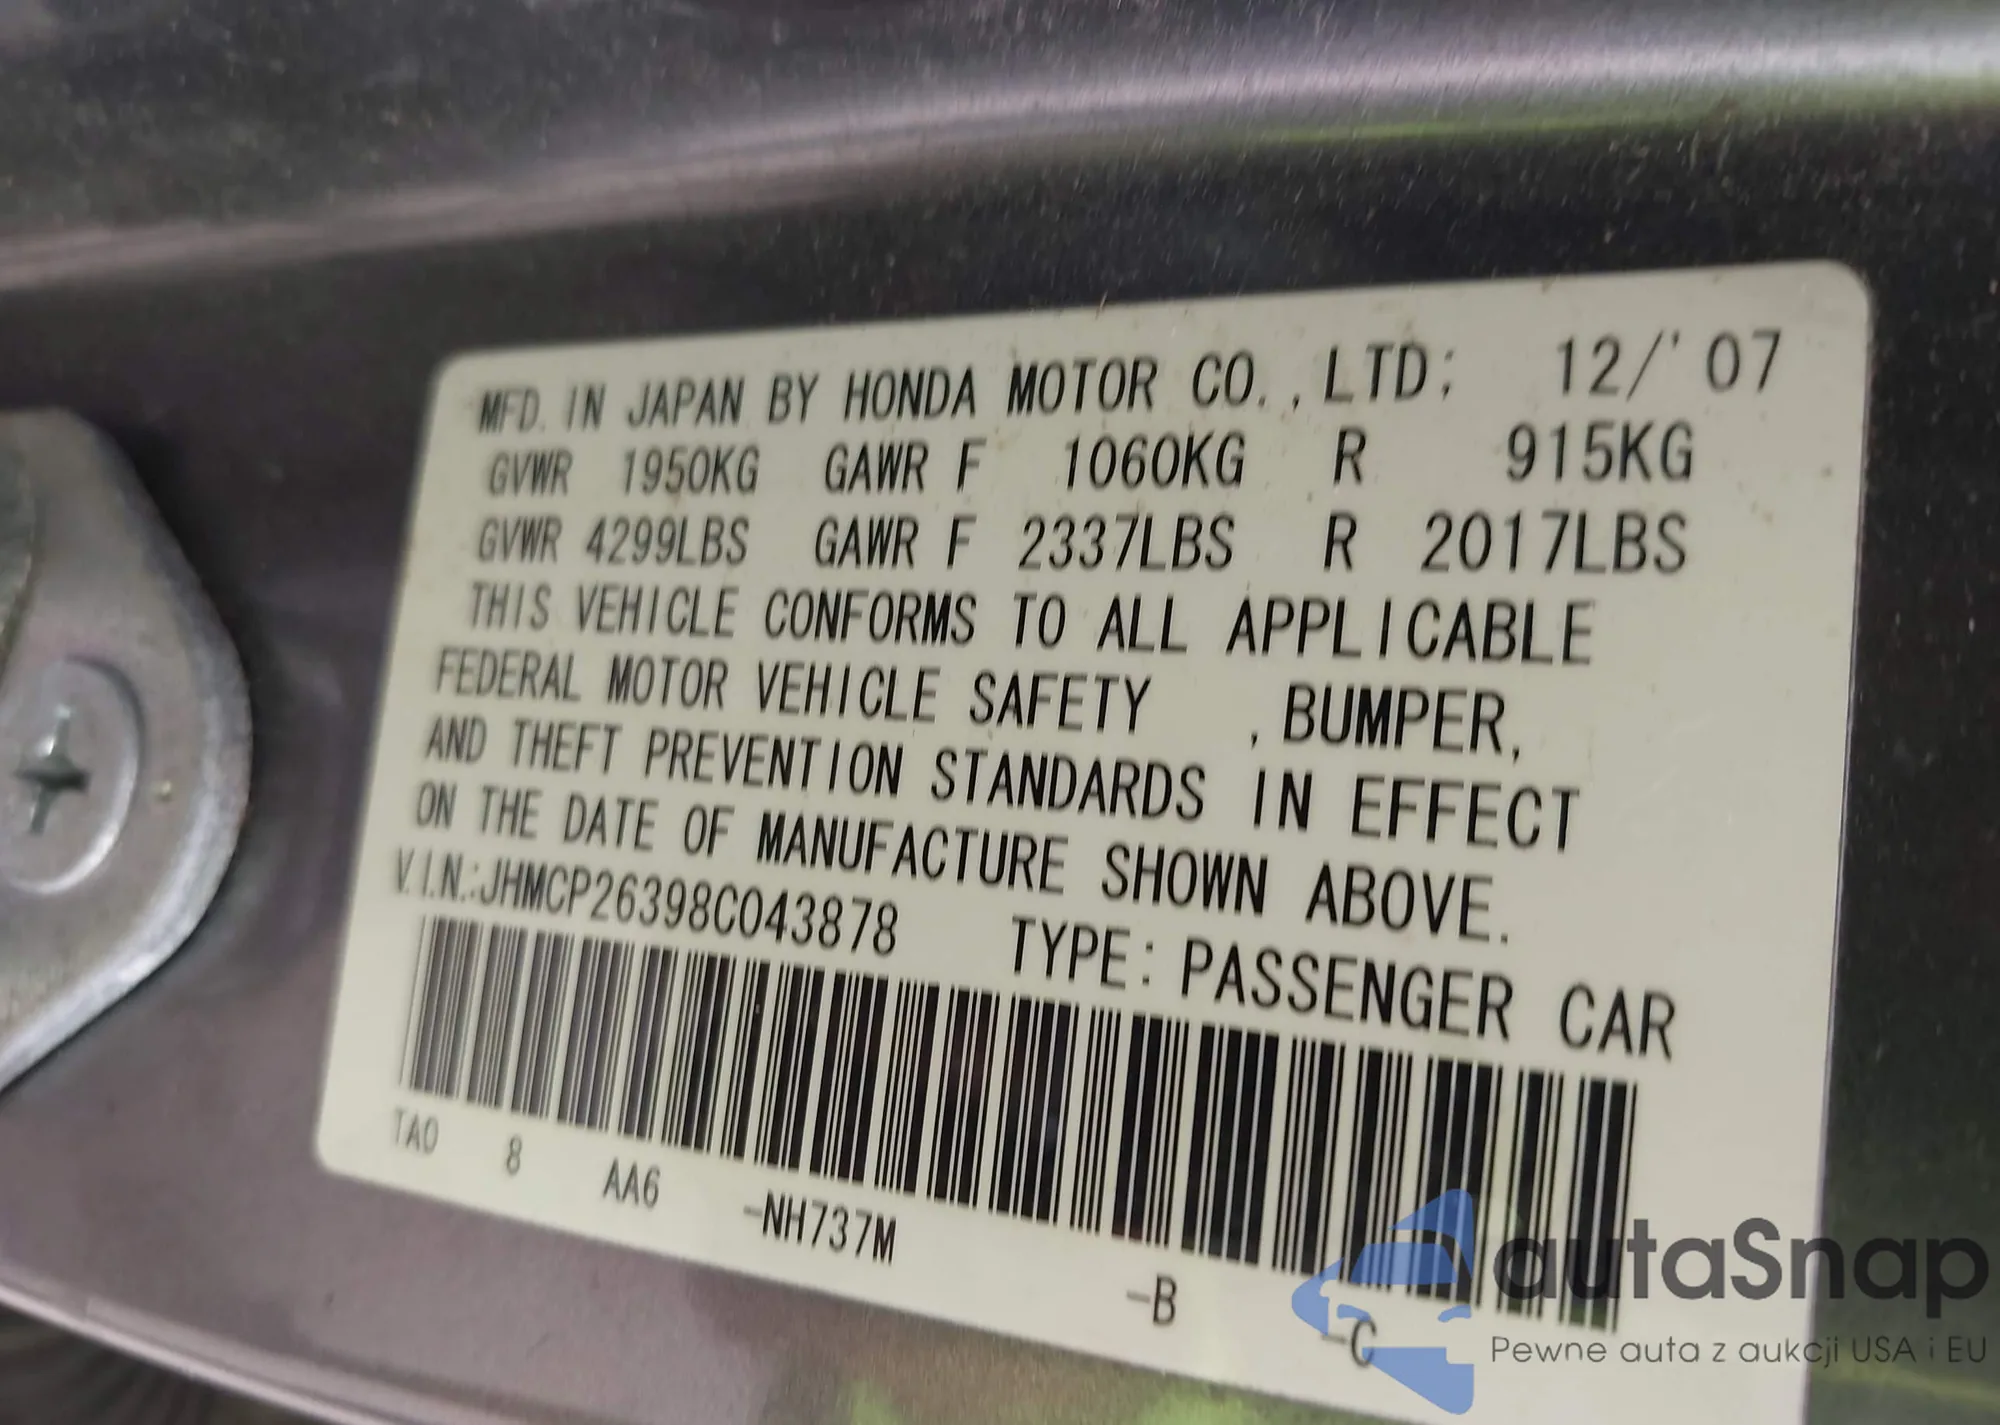 MFD. IN JAPAN BY HONDA MOTOR CO., LTD: 12/'07
GVWR 1950KG GAWR F 1060KG R 915KG
GVWR 4299LBS GAWR F 2337LBS R 2017LBS
THIS VEHICLE CONFORMS TO ALL APPLICABLE
FEDERAL MOTOR VEHICLE SAFETY , BUMPER,
AND THEFT PREVENTION STANDARDS IN EFFECT
ON THE DATE OF MANUFACTURE SHOWN ABOVE.
V.I.N.:JHMCP26398C043878 TYPE: PASSENGER CAR
TA0 8 AA6 -NH737M -B -C
autaSnap
Pewne auta z aukcji USA i EU